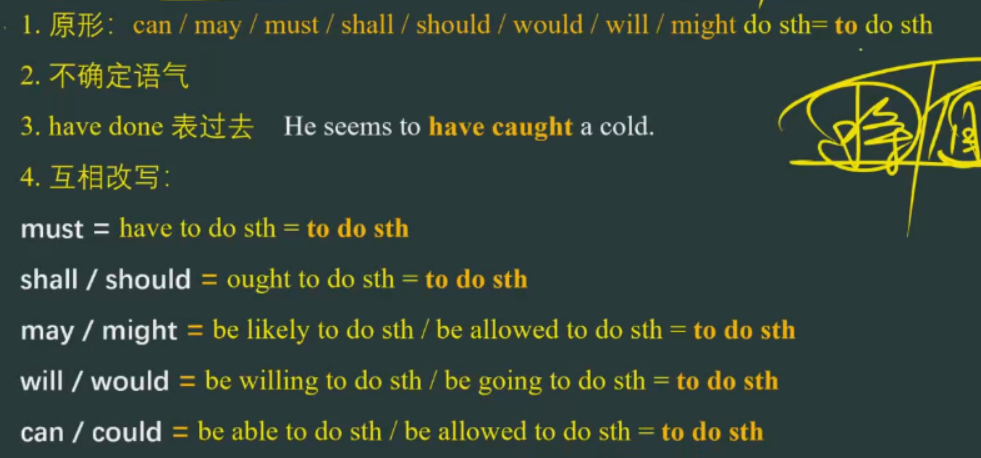 1. 原形：can / may / must / shall / should / would / will / might do sth= to do sth
2. 不确定语气
3. have done 表过去 He seems to have caught a cold.
4. 互相改写：
must = have to do sth = to do sth
shall / should = ought to do sth = to do sth
may / might = be likely to do sth / be allowed to do sth = to do sth
will / would = be willing to do sth / be going to do sth = to do sth
can / could = be able to do sth / be allowed to do sth = to do sth